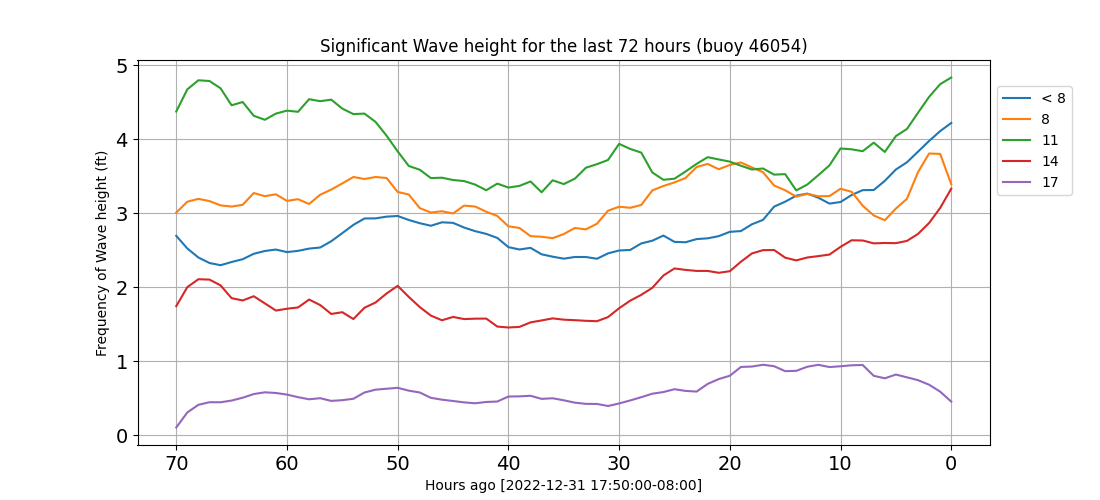 Significant Wave height for the last 72 hours (buoy 46054)
Frequency of Wave height (ft)
5
4
3
2
1
0
70 60 50 40 30 20 10 0
Hours ago [2022-12-31 17:50:00-08:00]
< 8
8
11
14
17